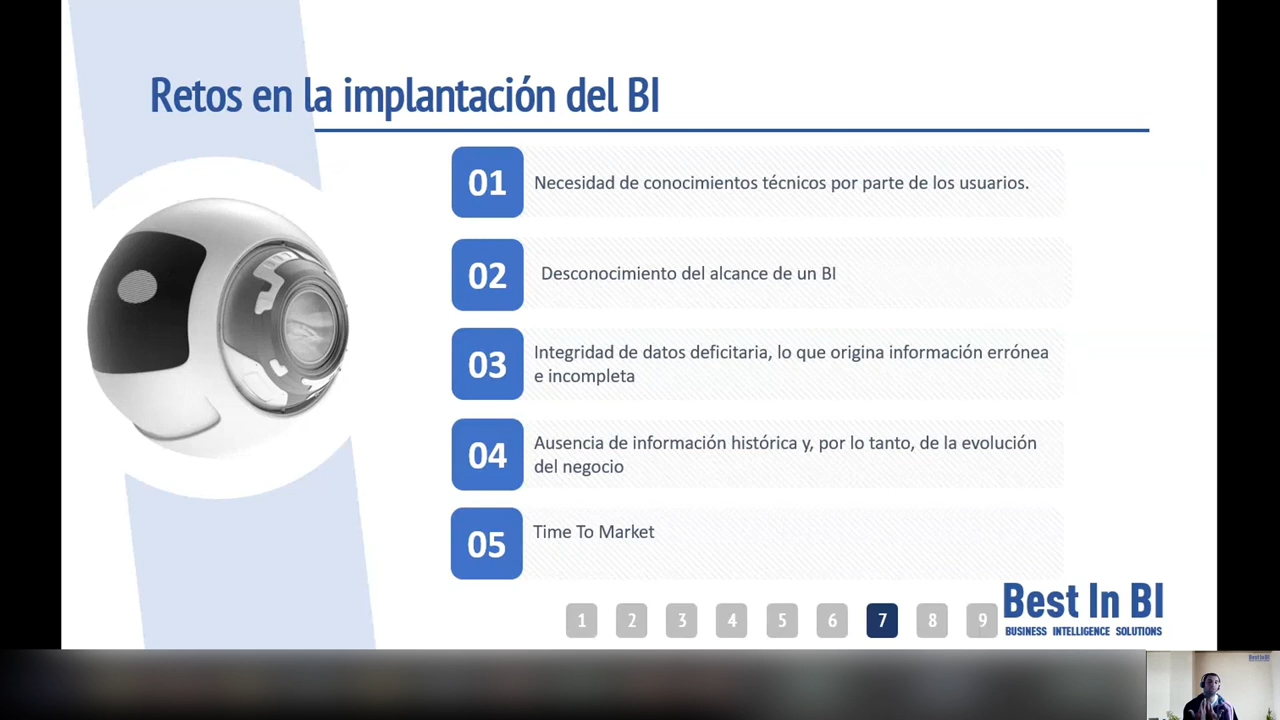 Retos en la implantación del BI
01
Necesidad de conocimientos técnicos por parte de los usuarios.
02
Desconocimiento del alcance de un BI
03
Integridad de datos deficitaria, lo que origina información errónea
e incompleta
04
Ausencia de información histórica y, por lo tanto, de la evolución
del negocio
05
Time To Market
1 2 3 4 5 6 7 8 9
Best In BI
BUSINESS INTELLIGENCE SOLUTIONS
Best In BI